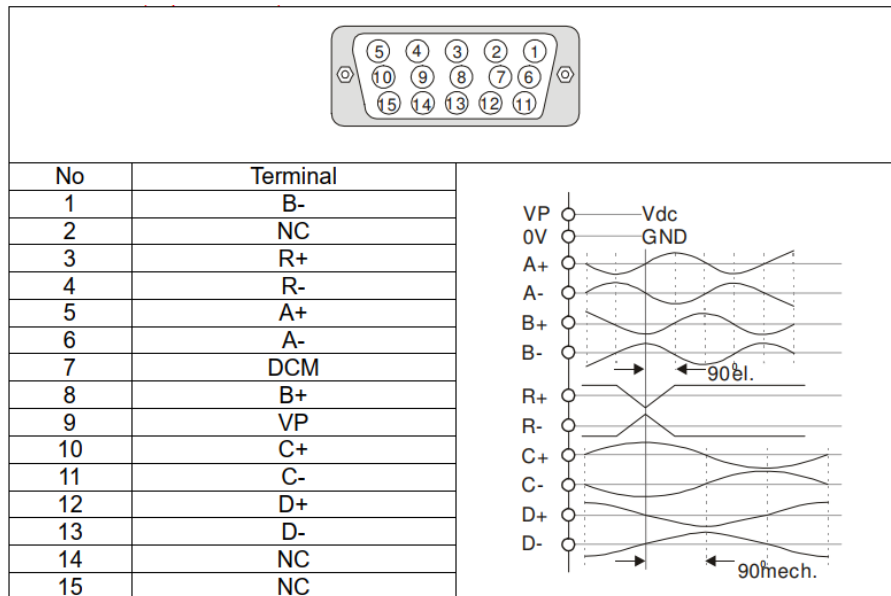 5 4 3 2 1
10 9 8 7 6
15 14 13 12 11
No Terminal
1 B-
2 NC
3 R+
4 R-
5 A+
6 A-
7 DCM
8 B+
9 VP
10 C+
11 C-
12 D+
13 D-
14 NC
15 NC
VP Vdc
0V GND
A+
A-
B+
B-
90°el.
R+
R-
C+
C-
D+
D-
90°mech.